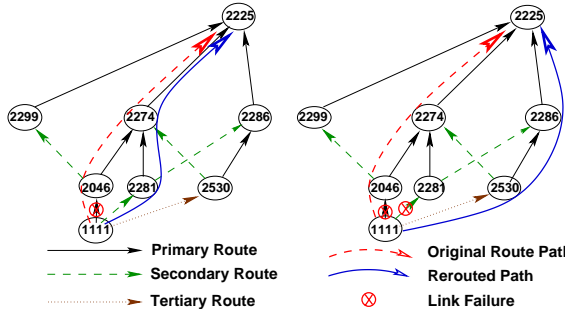 2225
2225
2299
2274
2286
2299
2274
2286
2046
2281
2530
2046
2281
2530
1111
1111
Primary Route
Original Route Path
Secondary Route
Rerouted Path
Tertiary Route
Link Failure